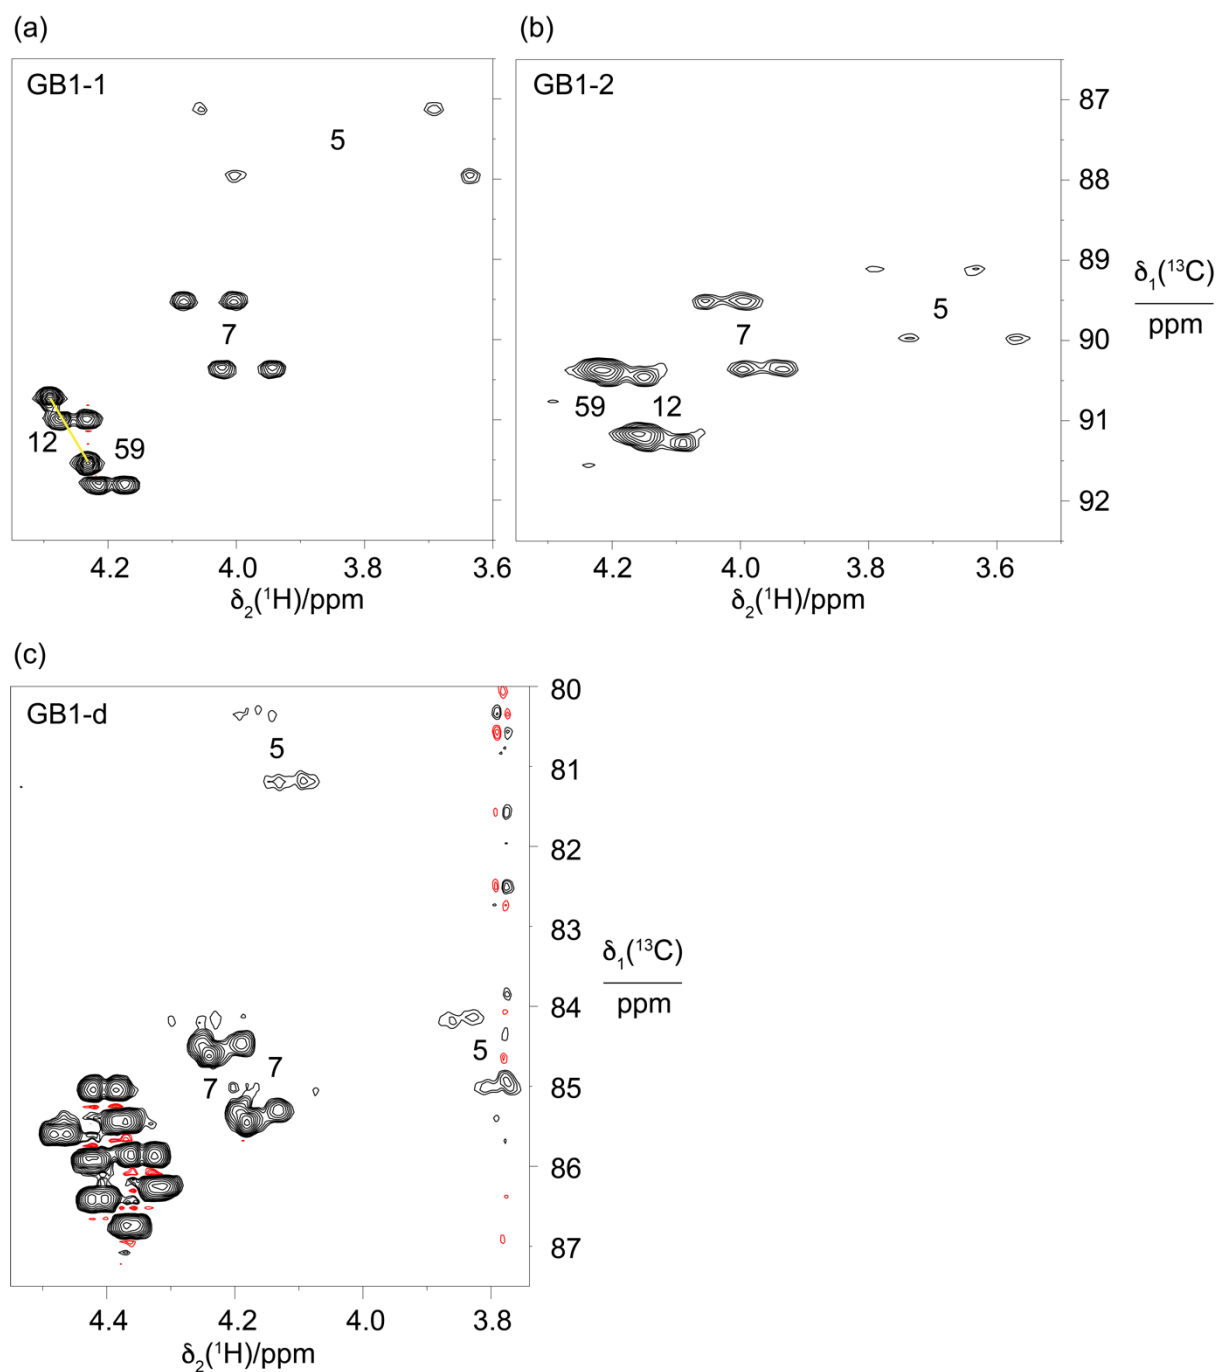 (a)
GB1-1
5
7
12
59
4.2 4.0 3.8 3.6
δ2(¹H)/ppm
(b)
GB1-2
5
7
59 12
87
88
89
90
91
92
δ1(¹³C)
ppm
4.2 4.0 3.8 3.6
δ2(¹H)/ppm
(c)
GB1-d
5
5
7
7
80
81
82
83
84
85
86
87
δ1(¹³C)
ppm
4.4 4.2 4.0 3.8
δ2(¹H)/ppm